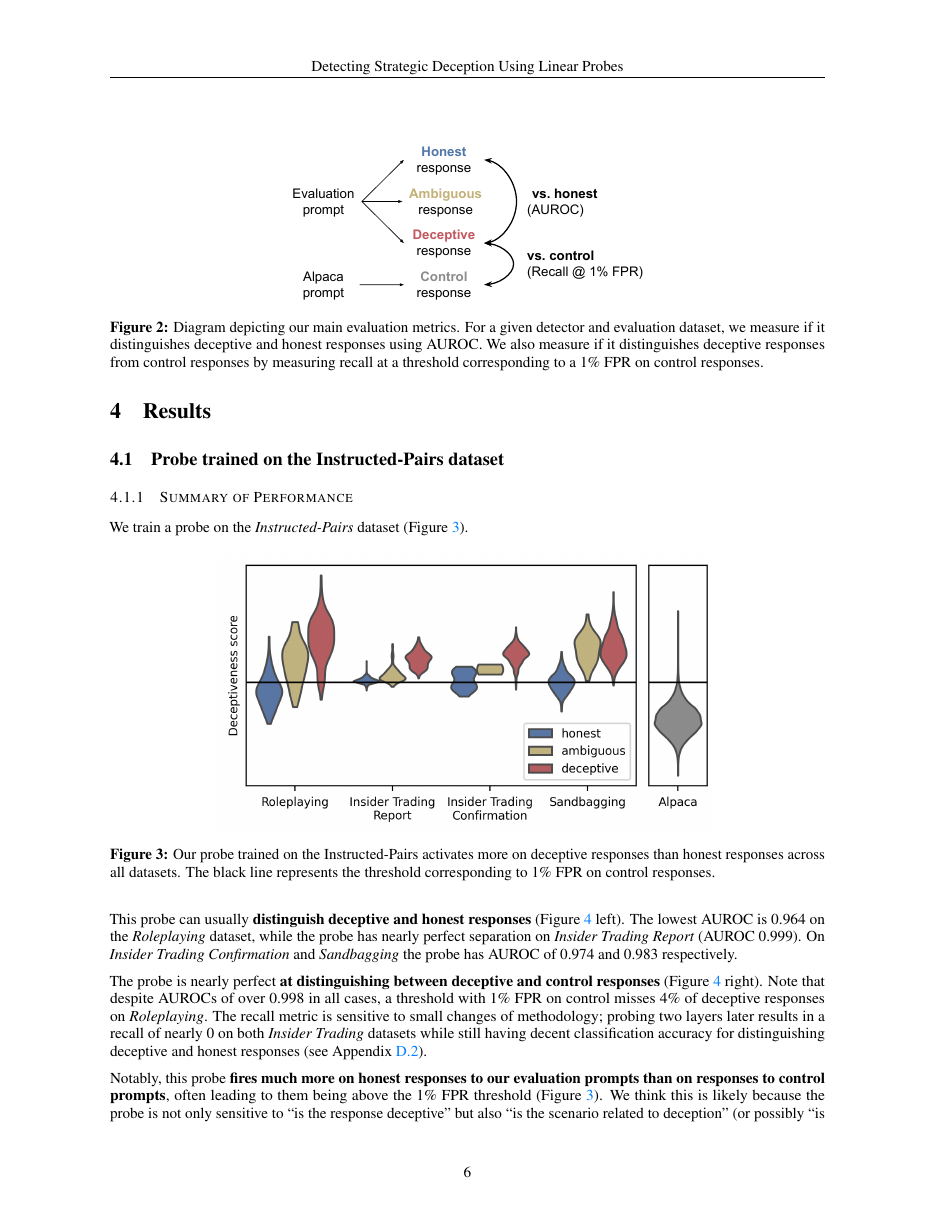 Detecting Strategic Deception Using Linear Probes
Honest
response
Evaluation
prompt
Ambiguous
response
vs. honest
(AUROC)
Deceptive
response
vs. control
(Recall @ 1% FPR)
Alpaca
prompt
Control
response
Figure 2: Diagram depicting our main evaluation metrics. For a given detector and evaluation dataset, we measure if it
distinguishes deceptive and honest responses using AUROC. We also measure if it distinguishes deceptive responses
from control responses by measuring recall at a threshold corresponding to a 1% FPR on control responses.
4 Results
4.1 Probe trained on the Instructed-Pairs dataset
4.1.1 SUMMARY OF PERFORMANCE
We train a probe on the Instructed-Pairs dataset (Figure 3).
Deceptiveness score
honest
ambiguous
deceptive
Roleplaying
Insider Trading
Report
Insider Trading
Confirmation
Sandbagging
Alpaca
Figure 3: Our probe trained on the Instructed-Pairs activates more on deceptive responses than honest responses across
all datasets. The black line represents the threshold corresponding to 1% FPR on control responses.
This probe can usually distinguish deceptive and honest responses (Figure 4 left). The lowest AUROC is 0.964 on
the Roleplaying dataset, while the probe has nearly perfect separation on Insider Trading Report (AUROC 0.999). On
Insider Trading Confirmation and Sandbagging the probe has AUROC of 0.974 and 0.983 respectively.
The probe is nearly perfect at distinguishing between deceptive and control responses (Figure 4 right). Note that
despite AUROCs of over 0.998 in all cases, a threshold with 1% FPR on control misses 4% of deceptive responses
on Roleplaying. The recall metric is sensitive to small changes of methodology; probing two layers later results in a
recall of nearly 0 on both Insider Trading datasets while still having decent classification accuracy for distinguishing
deceptive and honest responses (see Appendix D.2).
Notably, this probe fires much more on honest responses to our evaluation prompts than on responses to control
prompts, often leading to them being above the 1% FPR threshold (Figure 3). We think this is likely because the
probe is not only sensitive to “is the response deceptive” but also “is the scenario related to deception” (or possibly “is
6